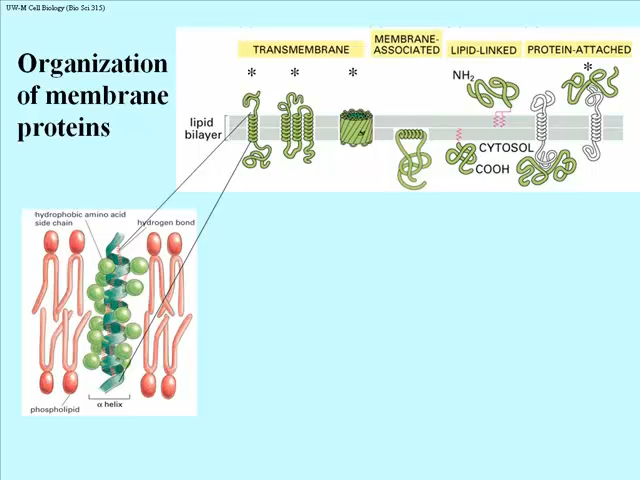 UW-M Cell Biology (Bio Sci 315)
Organization
of membrane
proteins
TRANSMEMBRANE
MEMBRANE-
ASSOCIATED
LIPID-LINKED
PROTEIN-ATTACHED
* * * *
NH2
lipid
bilayer
CYTOSOL
COOH
hydrophobic amino acid
side chain
hydrogen bond
phospholipid
α helix